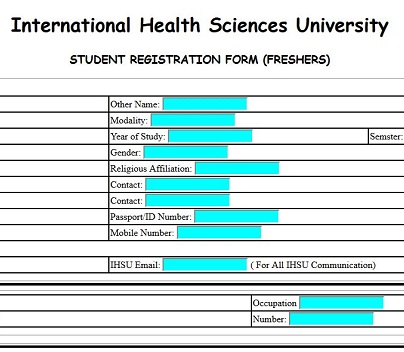 International Health Sciences University
STUDENT REGISTRATION FORM (FRESHERS)
Other Name:
Modality:
Year of Study: Semster:
Gender:
Religious Affiliation:
Contact:
Contact:
Passport/ID Number:
Mobile Number:
IHSU Email: ( For All IHSU Communication)
Occupation
Number: